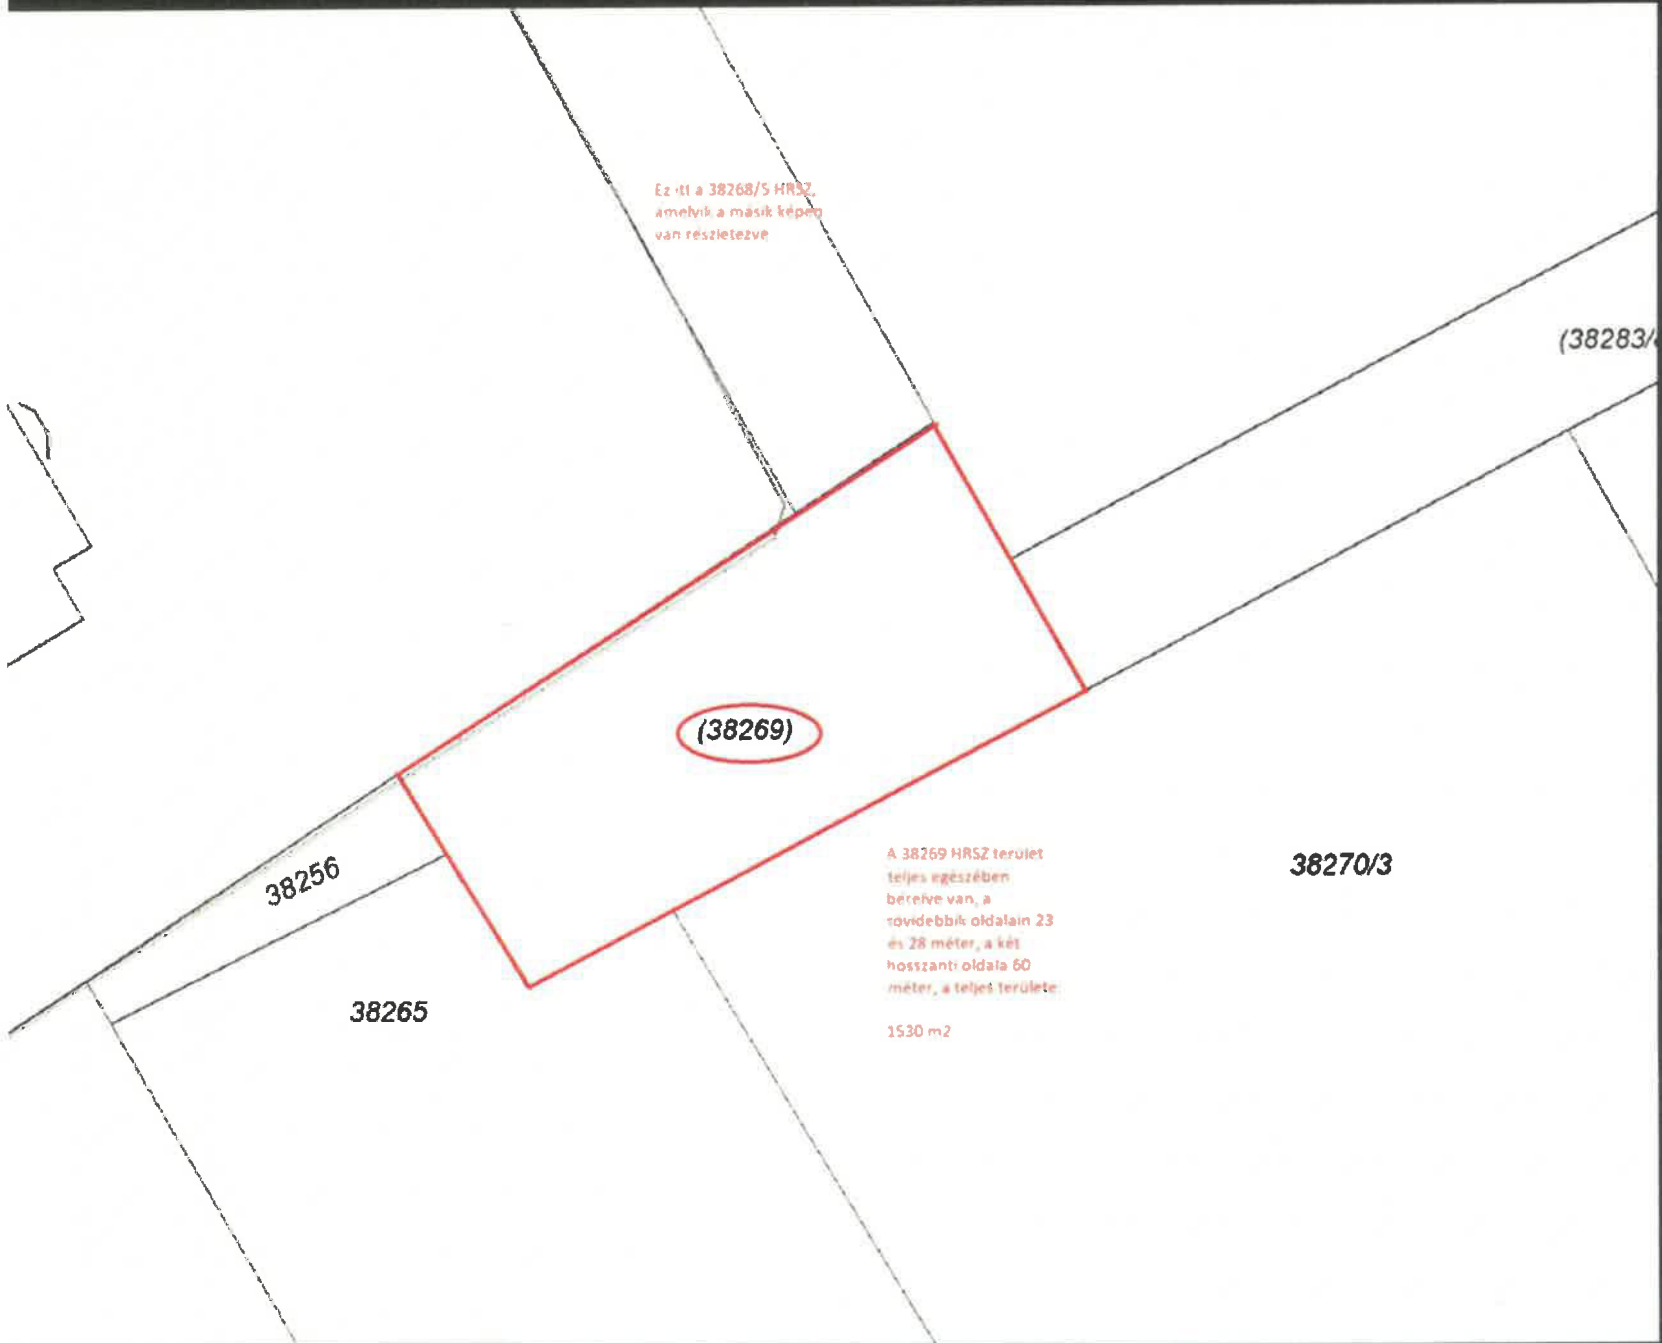 Ez itt a 38268/5 HRSZ,
amelyik a másik képen
van részletezve
(38283/
(38269)
A 38269 HRSZ terület
teljes egészében
bérelve van, a
rövidebbik oldalain 23
és 28 méter, a két
hosszanti oldala 60
méter, a teljes területe:
1530 m2
38270/3
38256
38265